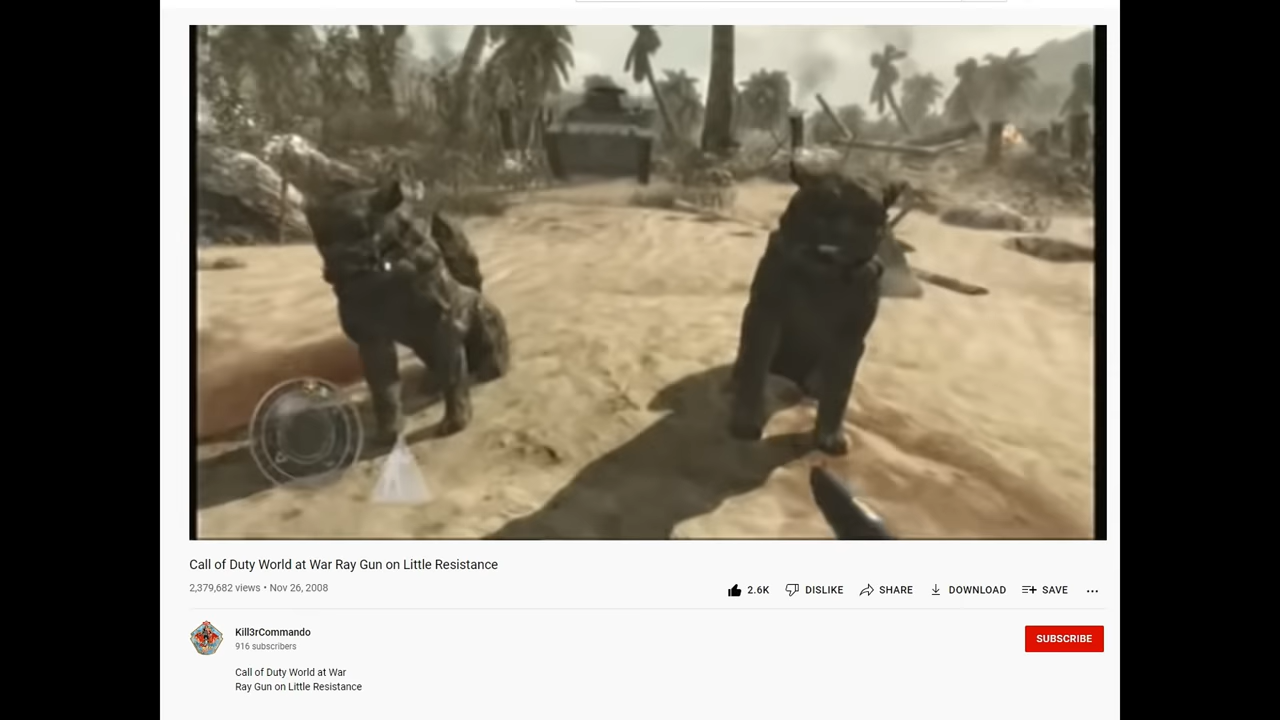 Call of Duty World at War Ray Gun on Little Resistance
2,379,682 views • Nov 26, 2008
2.6K DISLIKE SHARE DOWNLOAD SAVE ...
Kill3rCommando
916 subscribers
SUBSCRIBE
Call of Duty World at War
Ray Gun on Little Resistance